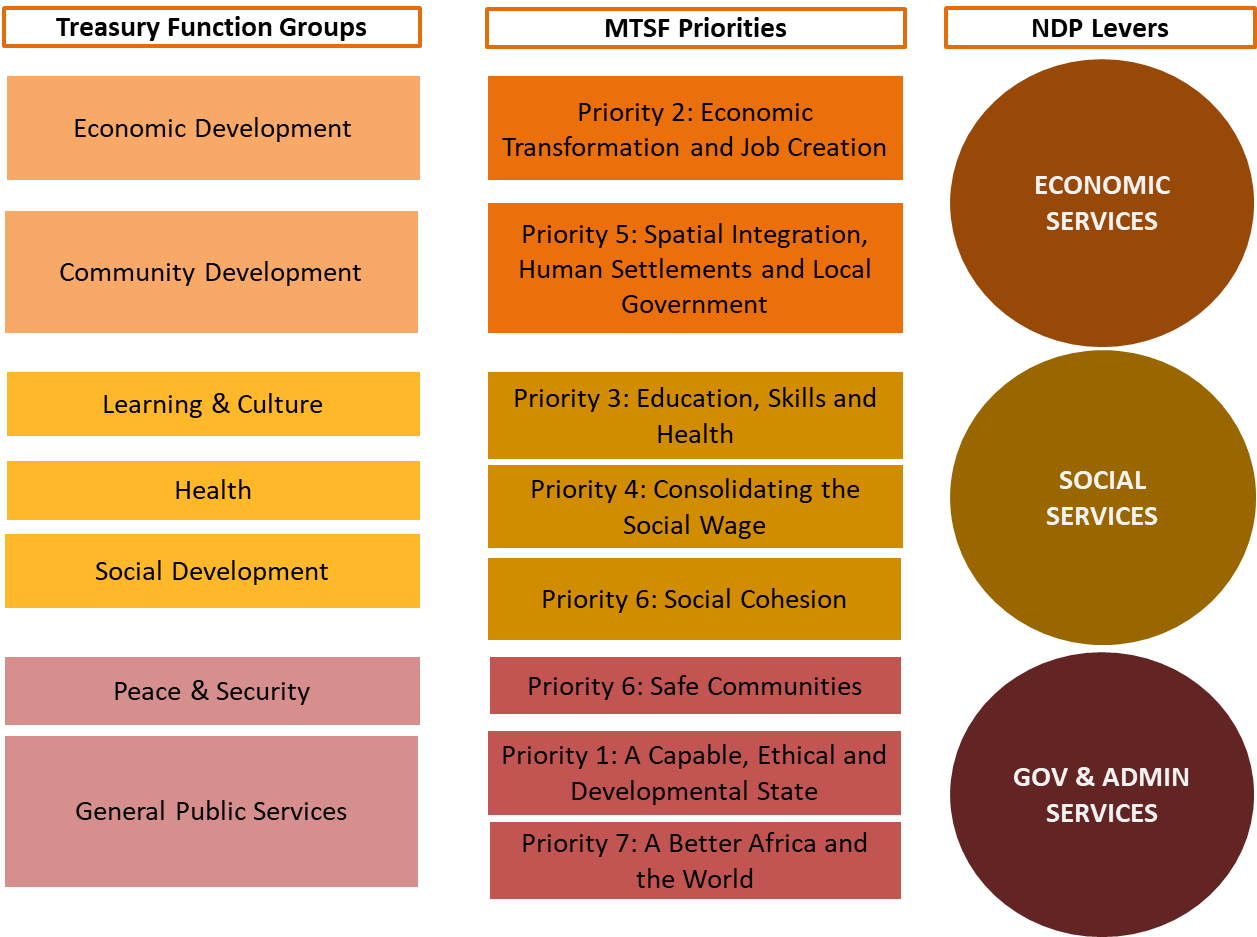 Treasury Function Groups
MTSF Priorities
NDP Levers
Economic Development
Priority 2: Economic
Transformation and Job Creation
ECONOMIC
SERVICES
Community Development
Priority 5: Spatial Integration,
Human Settlements and Local
Government
Learning & Culture
Priority 3: Education, Skills and
Health
Health
Priority 4: Consolidating the
Social Wage
SOCIAL
SERVICES
Social Development
Priority 6: Social Cohesion
Peace & Security
Priority 6: Safe Communities
General Public Services
Priority 1: A Capable, Ethical and
Developmental State
Priority 7: A Better Africa and
the World
GOV & ADMIN
SERVICES